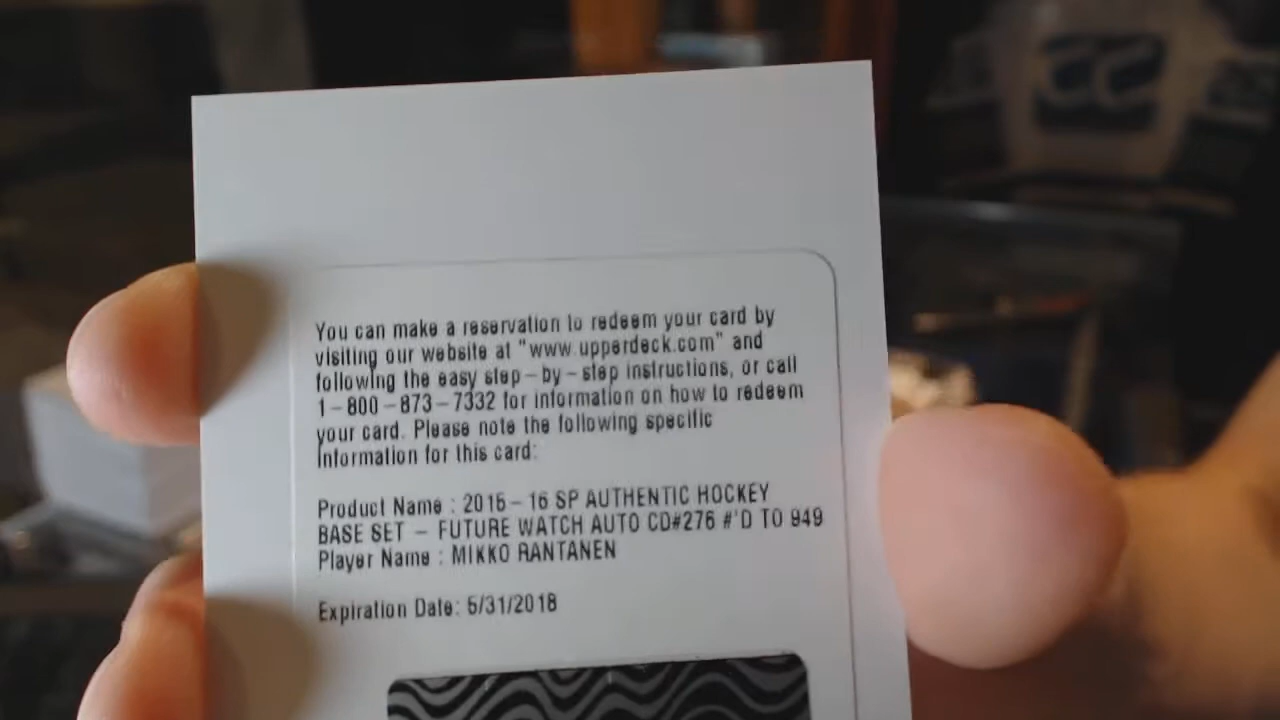 You can make a reservation to redeem your card by
visiting our website at "www.upperdeck.com" and
following the easy step-by-step instructions, or call
1-800-873-7332 for information on how to redeem
your card. Please note the following specific
information for this card:
Product Name : 2015-16 SP AUTHENTIC HOCKEY
BASE SET - FUTURE WATCH AUTO CD#276 #'D TO 949
Player Name : MIKKO RANTANEN
Expiration Date: 5/31/2018